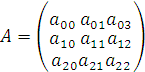 A = ( a₀₀ a₀₁ a₀₃
a₁₀ a₁₁ a₁₂
a₂₀ a₂₁ a₂₂ )